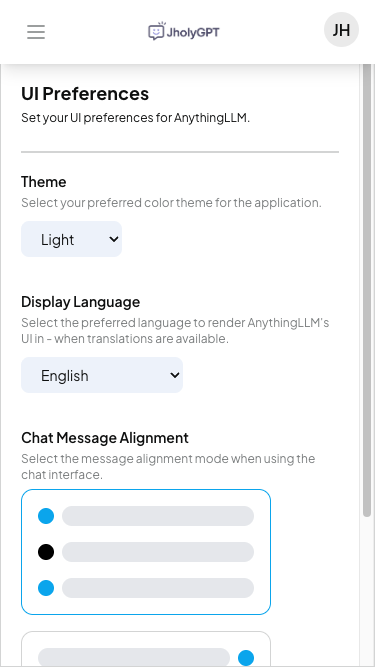 JholyGPT
JH
UI Preferences
Set your UI preferences for AnythingLLM.
Theme
Select your preferred color theme for the application.
Light
Display Language
Select the preferred language to render AnythingLLM's
UI in - when translations are available.
English
Chat Message Alignment
Select the message alignment mode when using the
chat interface.